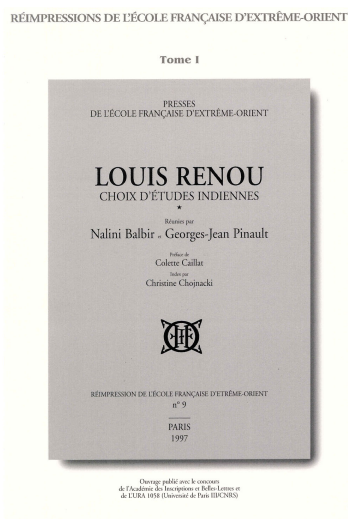 RÉIMPRESSIONS DE L'ÉCOLE FRANÇAISE D'EXTRÊME-ORIENT
Tome I
PRESSES
DE L'ÉCOLE FRANÇAISE D'EXTRÊME-ORIENT
LOUIS RENOU
CHOIX D'ÉTUDES INDIENNES
*
Réunies par
Nalini Balbir et Georges-Jean Pinault
Préface de
Colette Caillat
Index par
Christine Chojnacki
RÉIMPRESSION DE L'ÉCOLE FRANÇAISE D'ETRÊME-ORIENT
n° 9
PARIS
1997
Ouvrage publié avec le concours
de l'Académie des Inscriptions et Belles-Lettres et
de L'URA 1058 (Université de Paris III/CNRS)